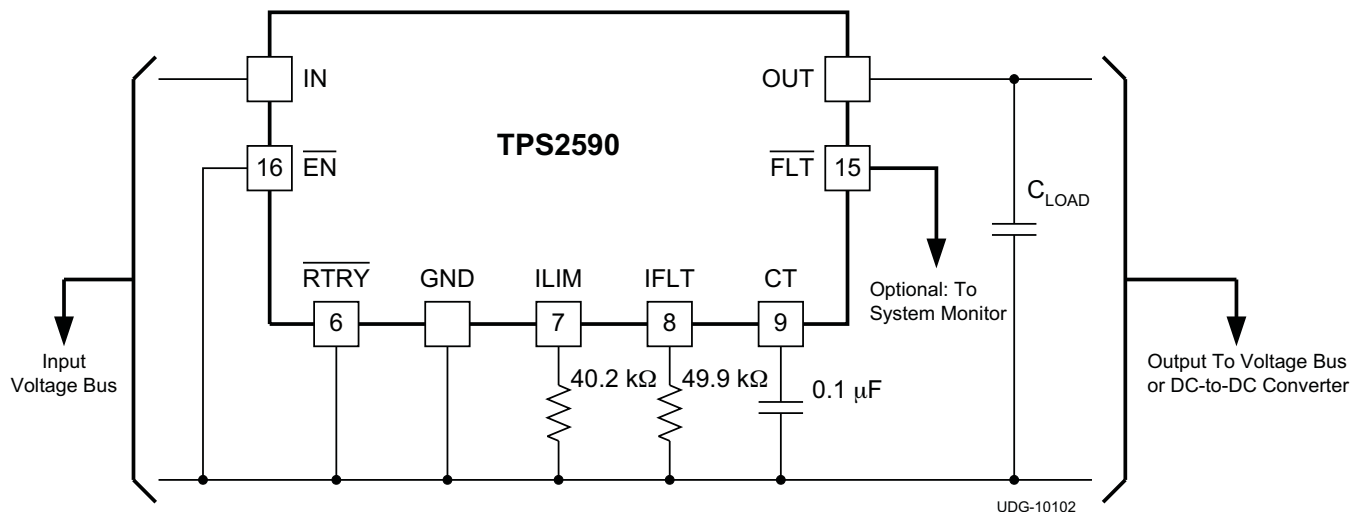 IN
OUT
TPS2590
16
EN
FLT
15
C_LOAD
RTRY
GND
ILIM
IFLT
CT
Optional: To
System Monitor
6
7
8
9
Input
Voltage Bus
40.2 kΩ
49.9 kΩ
0.1 μF
Output To Voltage Bus
or DC-to-DC Converter
UDG-10102